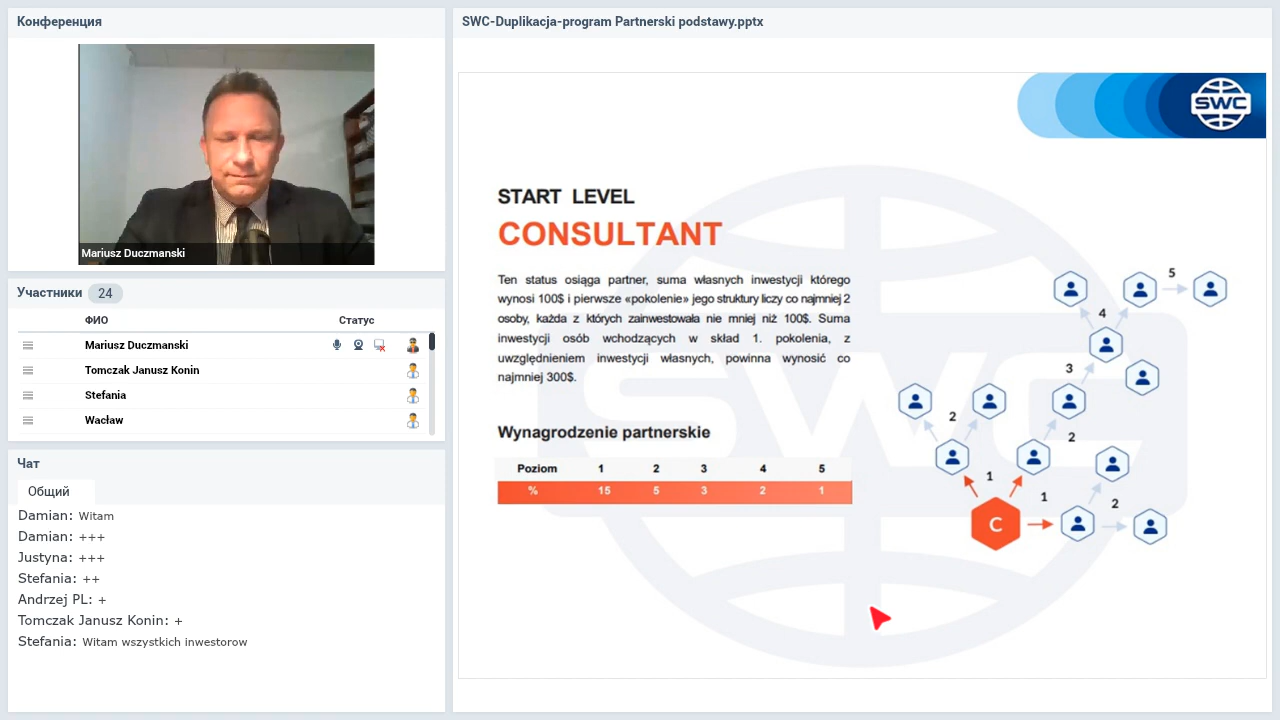 Конференция
Mariusz Duczmanski
Участники 24
ФИО Статус
Mariusz Duczmanski
Tomczak Janusz Konin
Stefania
Wacław
Чат
Общий
Damian: Witam
Damian: +++
Justyna: +++
Stefania: ++
Andrzej PL: +
Tomczak Janusz Konin: +
Stefania: Witam wszystkich inwestorow
SWC-Duplikacja-program Partnerski podstawy.pptx
SWC
START LEVEL
CONSULTANT
Ten status osiąga partner, suma własnych inwestycji którego
wynosi 100$ i pierwsze «pokolenie» jego struktury liczy co najmniej 2
osoby, każda z których zainwestowała nie mniej niż 100$. Suma
inwestycji osób wchodzących w skład 1. pokolenia, z
uwzględnieniem inwestycji własnych, powinna wynosić co
najmniej 300$.
Wynagrodzenie partnerskie
Poziom 1 2 3 4 5
% 15 5 3 2 1
5
4
3
2
2
1
1
2
C
SWC